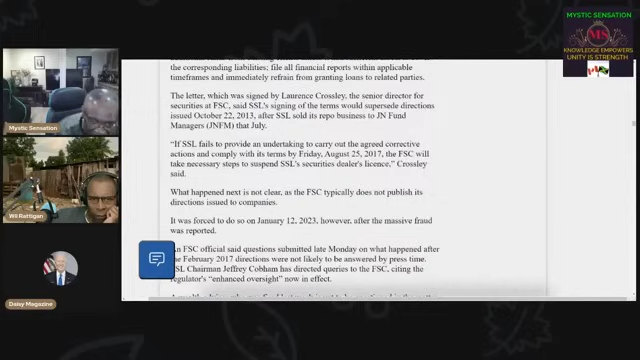 MYSTIC SENSATION
MS
KNOWLEDGE EMPOWERS
UNITY IS STRENGTH
the corresponding liabilities; file all financial reports within applicable
timeframes and immediately refrain from granting loans to related parties.
The letter, which was signed by Laurence Crossley, the senior director for
securities at FSC, said SSL's signing of the terms would supersede directions
issued October 22, 2013, after SSL sold its repo business to JN Fund
Managers (JNFM) that July.
"If SSL fails to provide an undertaking to carry out the agreed corrective
actions and comply with its terms by Friday, August 25, 2017, the FSC will
take necessary steps to suspend SSL's securities dealer's licence," Crossley
said.
What happened next is not clear, as the FSC typically does not publish its
directions issued to companies.
It was forced to do so on January 12, 2023, however, after the massive fraud
was reported.
An FSC official said questions submitted late Monday on what happened after
the February 2017 directions were not likely to be answered by press time.
SSL Chairman Jeffrey Cobham has directed queries to the FSC, citing the
regulator's "enhanced oversight" now in effect.
Mystic Sensation
Wil Rattigan
Daisy Magazine